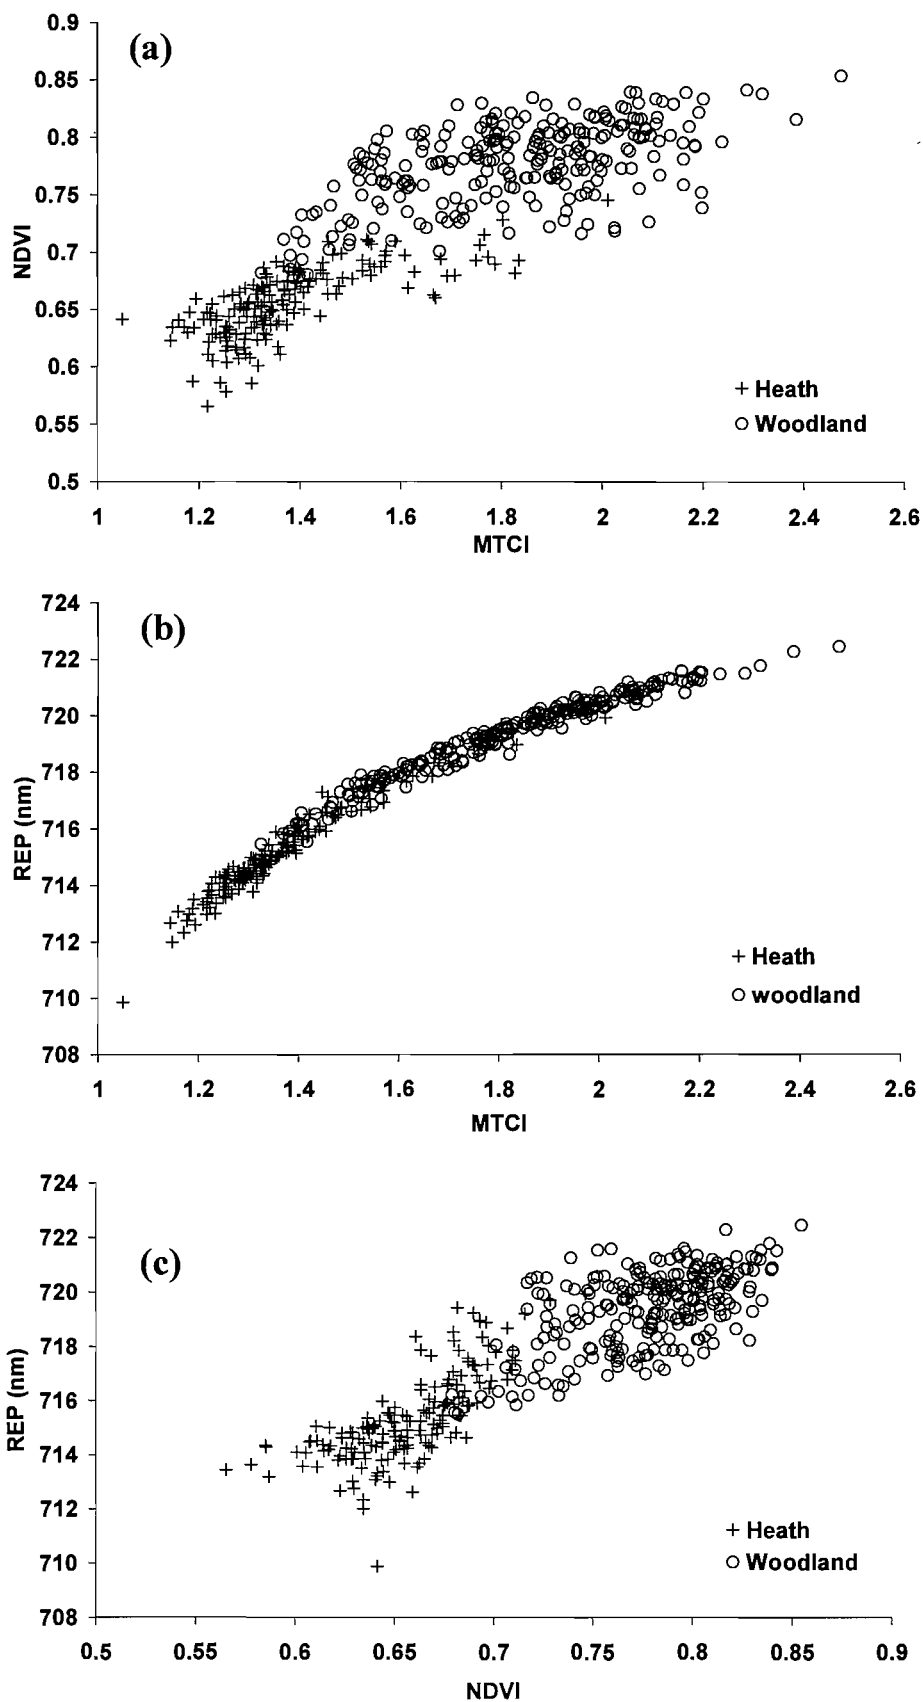 (a)
0.9
0.85
0.8
0.75
0.7
0.65
0.6
0.55
0.5
NDVI
+ Heath
○ Woodland
1 1.2 1.4 1.6 1.8 2 2.2 2.4 2.6
MTCI
(b)
724
722
720
718
716
714
712
710
708
REP (nm)
+ Heath
○ woodland
1 1.2 1.4 1.6 1.8 2 2.2 2.4 2.6
MTCI
(c)
724
722
720
718
716
714
712
710
708
REP (nm)
+ Heath
○ Woodland
0.5 0.55 0.6 0.65 0.7 0.75 0.8 0.85 0.9
NDVI